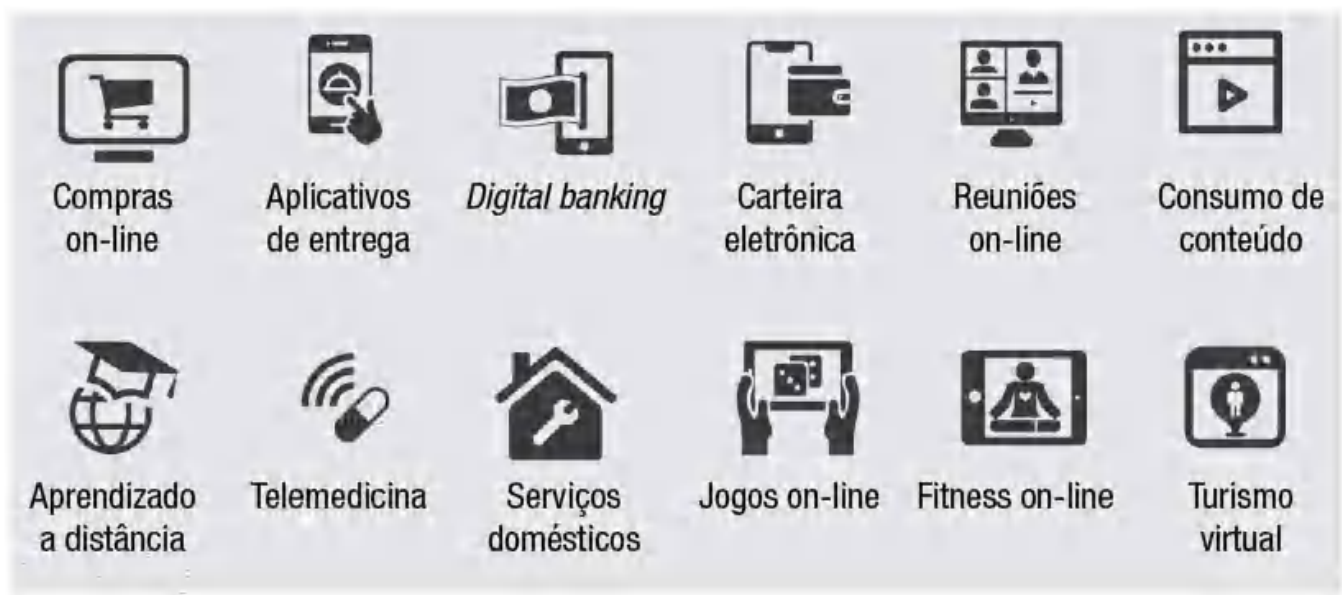 Compras
on-line
Aplicativos
de entrega
Digital banking
Carteira
eletrônica
Reuniões
on-line
Consumo de
conteúdo
Aprendizado
a distância
Telemedicina
Serviços
domésticos
Jogos on-line
Fitness on-line
Turismo
virtual